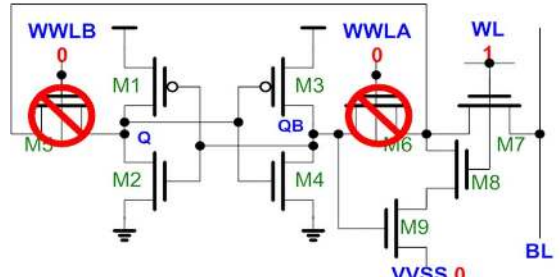 WWLB WWLA WL
0 0 1
M1 M3
Q QB
M5 M6 M7
M2 M4 M8
M9
BL
VVSS 0